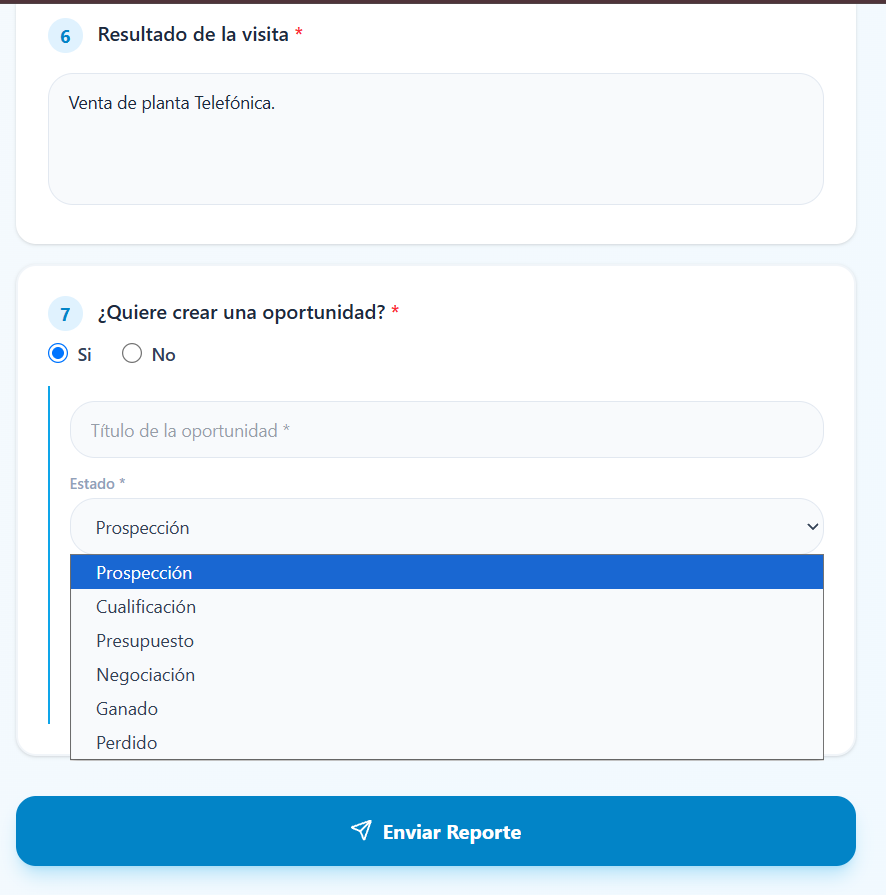 6 Resultado de la visita *
Venta de planta Telefónica.
7 ¿Quiere crear una oportunidad? *
Si No
Título de la oportunidad *
Estado *
Prospección
Prospección
Cualificación
Presupuesto
Negociación
Ganado
Perdido
Enviar Reporte